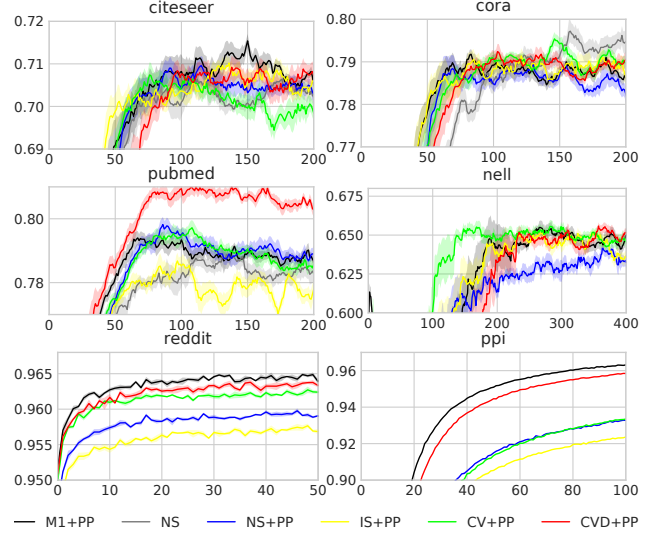 citeseer cora
0.72
0.71
0.70
0.69
0 50 100 150 200
0.80
0.79
0.78
0.77
0 50 100 150 200
pubmed nell
0.80
0.78
0 50 100 150 200
0.675
0.650
0.625
0.600
0 100 200 300 400
reddit ppi
0.965
0.960
0.955
0.950
0 10 20 30 40 50
0.96
0.94
0.92
0.90
0 20 40 60 80 100
M1+PP NS NS+PP IS+PP CV+PP CVD+PP